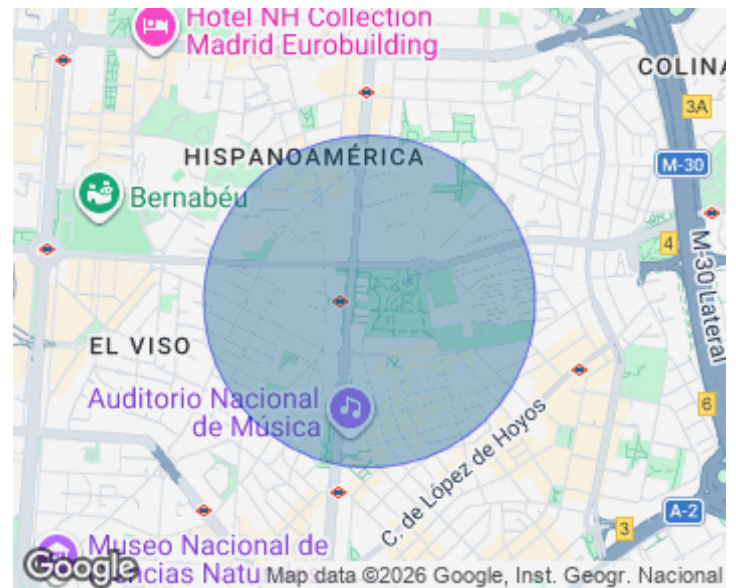 Hotel NH Collection
Madrid Eurobuilding
COLINA
3A
HISPANOAMÉRICA
M-30
Bernabéu
4
M-30 Lateral
EL VISO
Auditorio Nacional
de Música
6
C. de López de Hoyos
A-2
3
Museo Nacional de
Google
Map data ©2026 Google, Inst. Geogr. Nacional